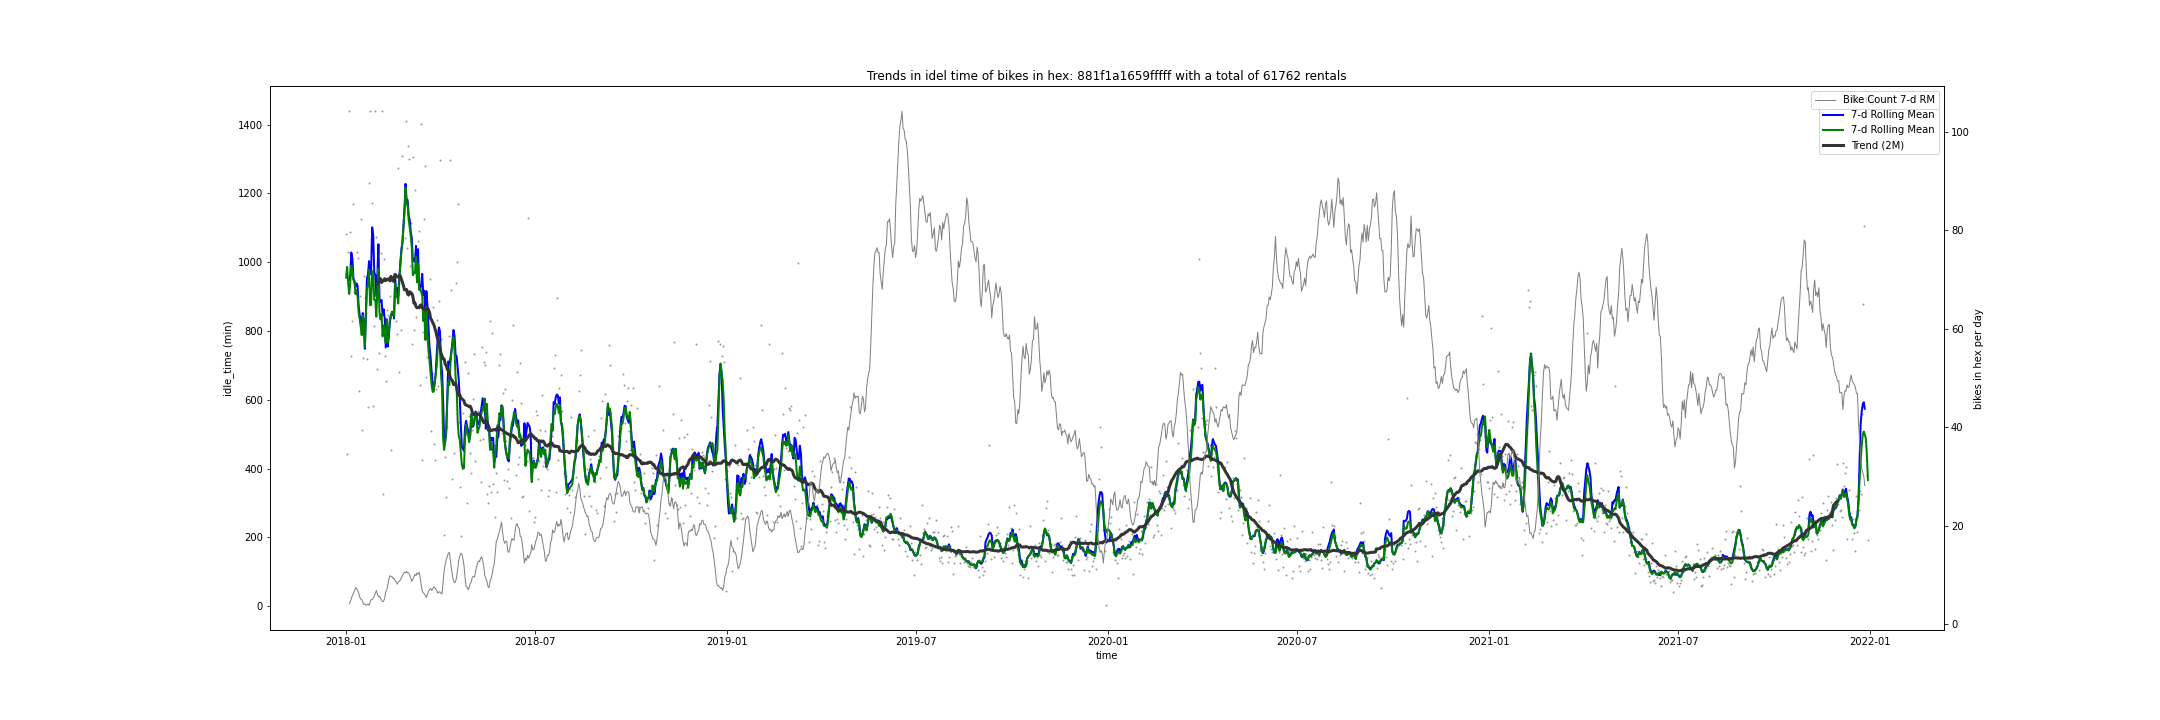 Trends in idel time of bikes in hex: 881f1a1659fffff with a total of 61762 rentals
Bike Count 7-d RM
7-d Rolling Mean
7-d Rolling Mean
Trend (2M)
1400
1200
1000
800
600
400
200
0
idle_time (min)
100
80
60
40
20
0
bikes in hex per day
2018-01
2018-07
2019-01
2019-07
2020-01
2020-07
2021-01
2021-07
2022-01
time